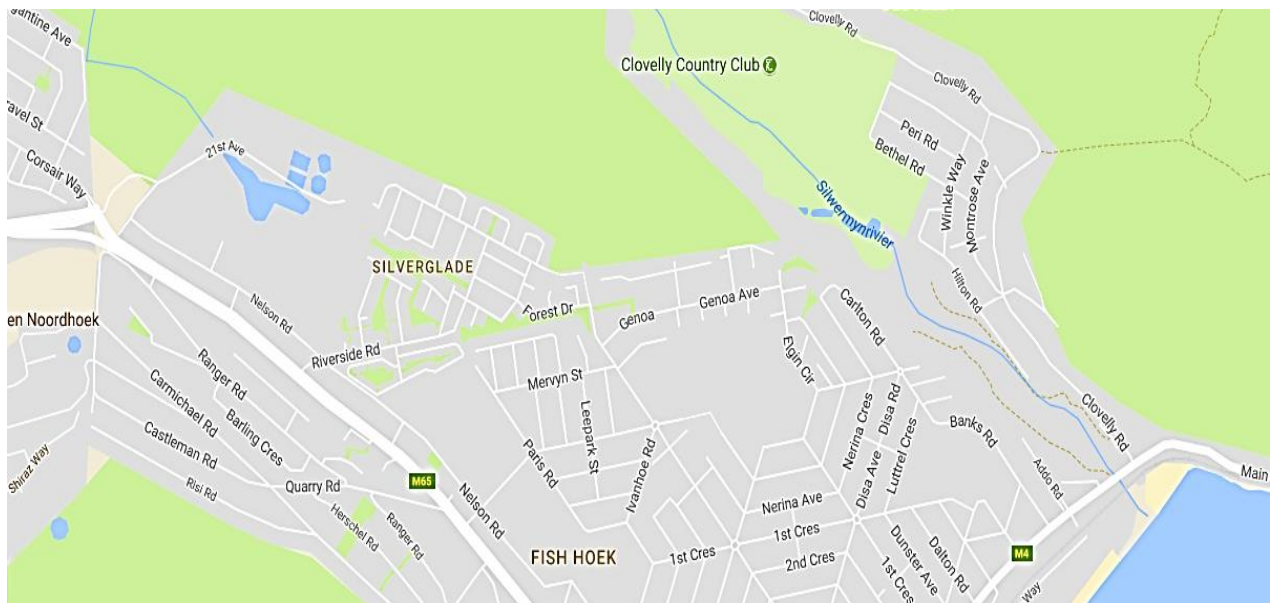 Clovelly Rd
Clovelly Country Club
Clovelly Rd
Peri Rd
Bethel Rd
Corsair Way
21st Ave
Winkle Way
Montrose Ave
Silwermynrivier
SILVERGLADE
Hilton Rd
Nelson Rd
Forest Dr
Genoa
Genoa Ave
Carlton Rd
en Noordhoek
Riverside Rd
Elgin Cir
Ranger Rd
Mervyn St
Carmichael Rd
Barling Cres
Leepark St
Nerina Cres
Disa Rd
Banks Rd
Clovelly Rd
Castleman Rd
Paris Rd
Ivanhoe Rd
Disa Ave
Luttrel Cres
Shiraz Way
Risi Rd
Quarry Rd
M65
Nelson Rd
Nerina Ave
Addo Rd
Main
Herschel Rd
Ranger Rd
FISH HOEK
1st Cres
1st Cres
2nd Cres
Dunster Ave
1st Cres
Dalton Rd
M4
Way